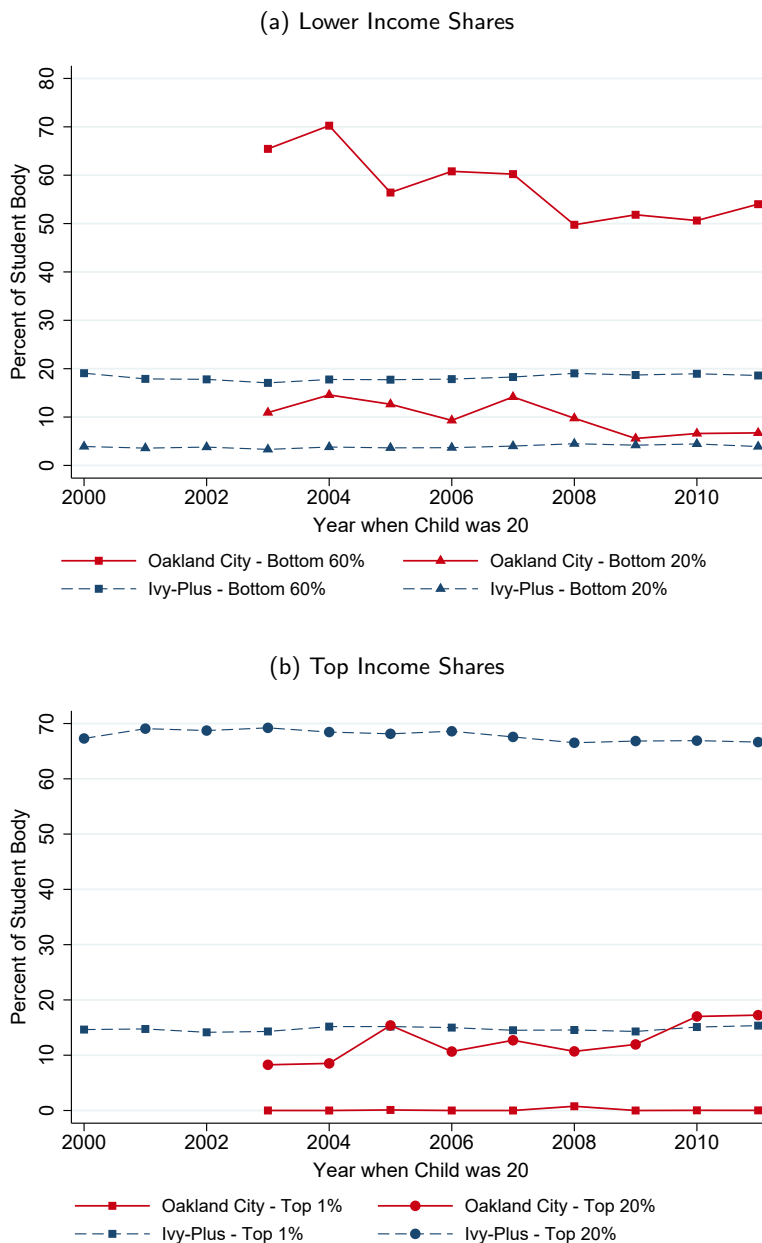 (a) Lower Income Shares
80
70
60
50
40
30
20
10
0
Percent of Student Body
2000 2002 2004 2006 2008 2010
Year when Child was 20
Oakland City - Bottom 60% Oakland City - Bottom 20%
Ivy-Plus - Bottom 60% Ivy-Plus - Bottom 20%
(b) Top Income Shares
70
60
50
40
30
20
10
0
Percent of Student Body
2000 2002 2004 2006 2008 2010
Year when Child was 20
Oakland City - Top 1% Oakland City - Top 20%
Ivy-Plus - Top 1% Ivy-Plus - Top 20%